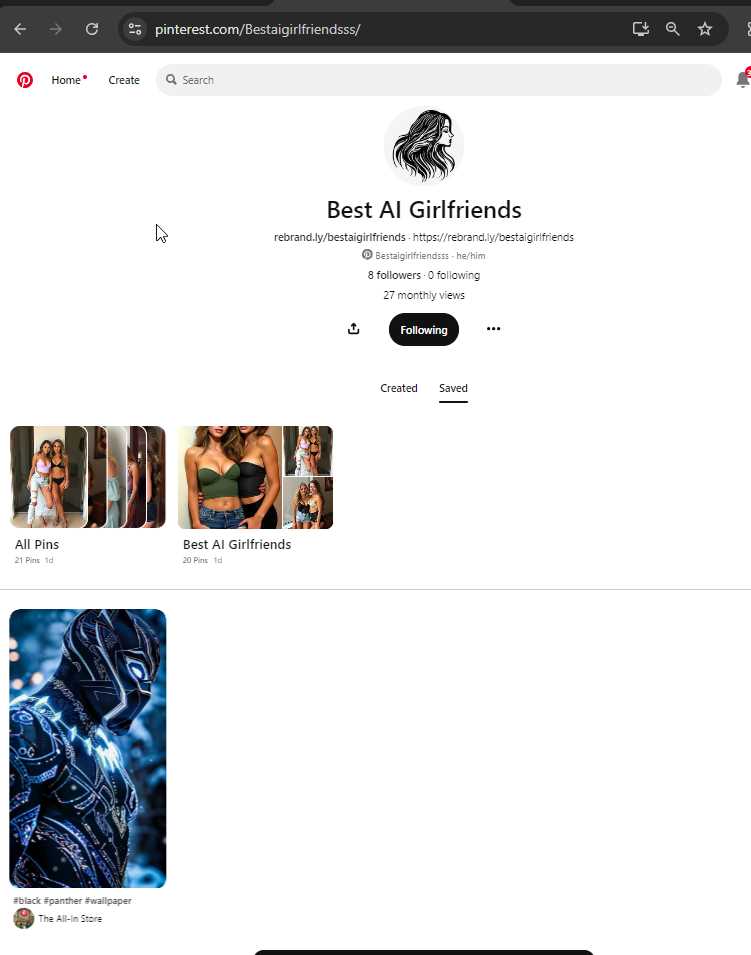 pinterest.com/Bestaigirlfriendsss/
Home Create Search
Best AI Girlfriends
rebrand.ly/bestaigirlfriends · https://rebrand.ly/bestaigirlfriends
Bestaigirlfriendsss · he/him
8 followers · 0 following
27 monthly views
Following
Created Saved
All Pins
21 Pins 1d
Best AI Girlfriends
20 Pins 1d
#black #panther #wallpaper
The All-In Store